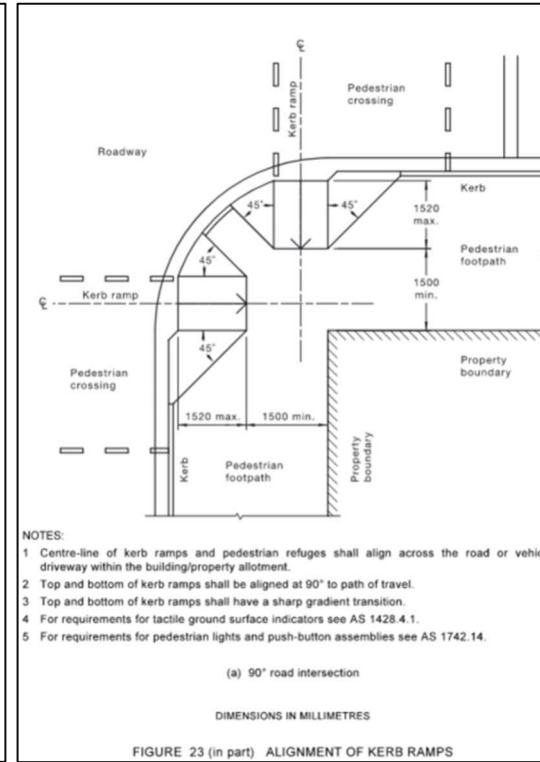 ℄
Kerb ramp
Pedestrian
crossing
Roadway
45°
45°
Kerb
1520
max.
Pedestrian
footpath
45°
℄
Kerb ramp
1500
min.
45°
Pedestrian
crossing
Property
boundary
1520 max.
1500 min.
Kerb
Pedestrian
footpath
Property
boundary
NOTES:
1 Centre-line of kerb ramps and pedestrian refuges shall align across the road or vehic
driveway within the building/property allotment.
2 Top and bottom of kerb ramps shall be aligned at 90° to path of travel.
3 Top and bottom of kerb ramps shall have a sharp gradient transition.
4 For requirements for tactile ground surface indicators see AS 1428.4.1.
5 For requirements for pedestrian lights and push-button assemblies see AS 1742.14.
(a) 90° road intersection
DIMENSIONS IN MILLIMETRES
FIGURE 23 (in part) ALIGNMENT OF KERB RAMPS